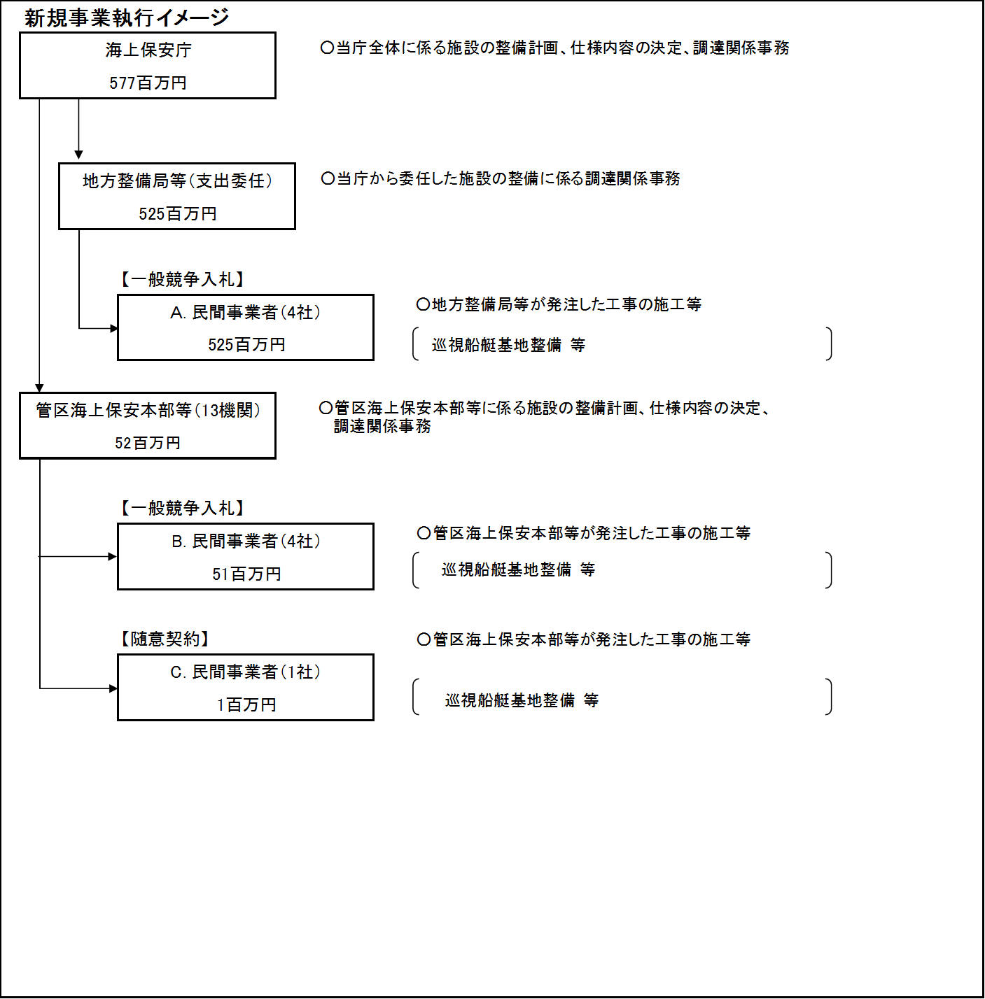 新規事業執行イメージ
海上保安庁
577百万円
○当庁全体に係る施設の整備計画、仕様内容の決定、調達関係事務
地方整備局等（支出委任）
525百万円
○当庁から委任した施設の整備に係る調達関係事務
【一般競争入札】
A．民間事業者（4社）
525百万円
○地方整備局等が発注した工事の施工等
巡視船艇基地整備 等
管区海上保安本部等（13機関）
52百万円
○管区海上保安本部等に係る施設の整備計画、仕様内容の決定、
調達関係事務
【一般競争入札】
B．民間事業者（4社）
51百万円
○管区海上保安本部等が発注した工事の施工等
巡視船艇基地整備 等
【随意契約】
C．民間事業者（1社）
1百万円
○管区海上保安本部等が発注した工事の施工等
巡視船艇基地整備 等